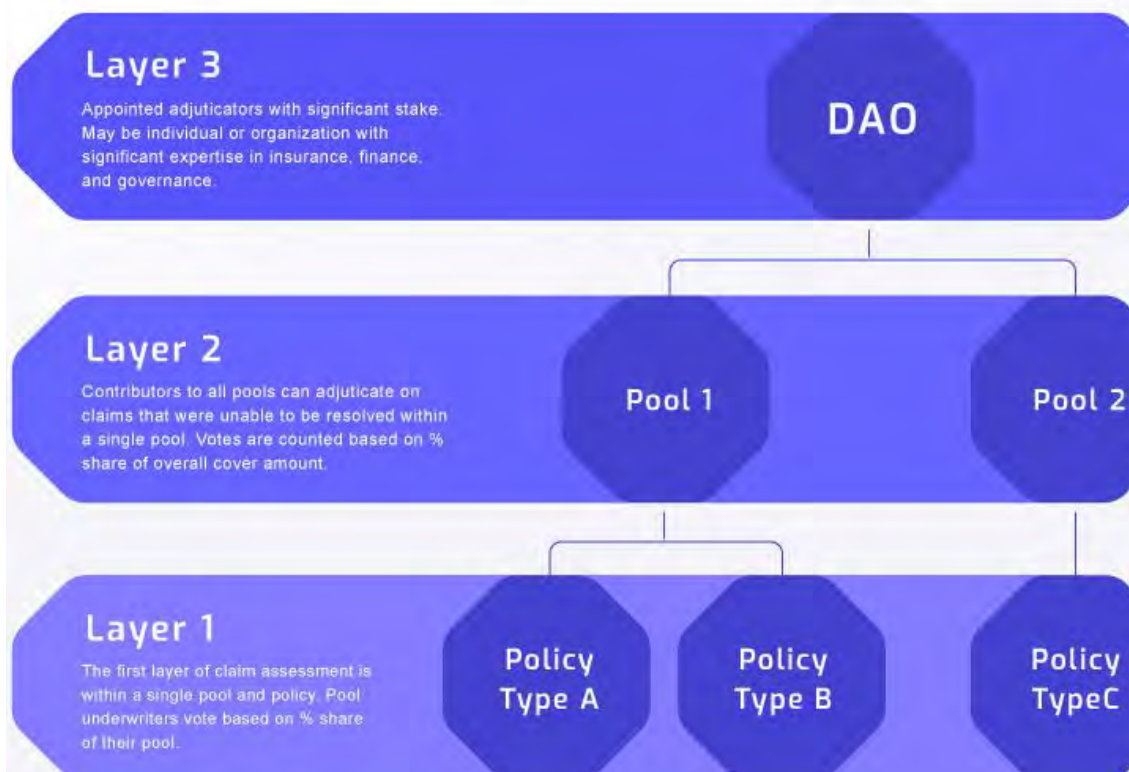 Layer 3
Appointed adjuticators with significant stake.
May be individual or organization with
significant expertise in insurance, finance,
and governance.
DAO
Layer 2
Contributors to all pools can adjuticate on
claims that were unable to be resolved within
a single pool. Votes are counted based on %
share of overall cover amount.
Pool 1
Pool 2
Layer 1
The first layer of claim assessment is
within a single pool and policy. Pool
underwriters vote based on % share
of their pool.
Policy
Type A
Policy
Type B
Policy
TypeC